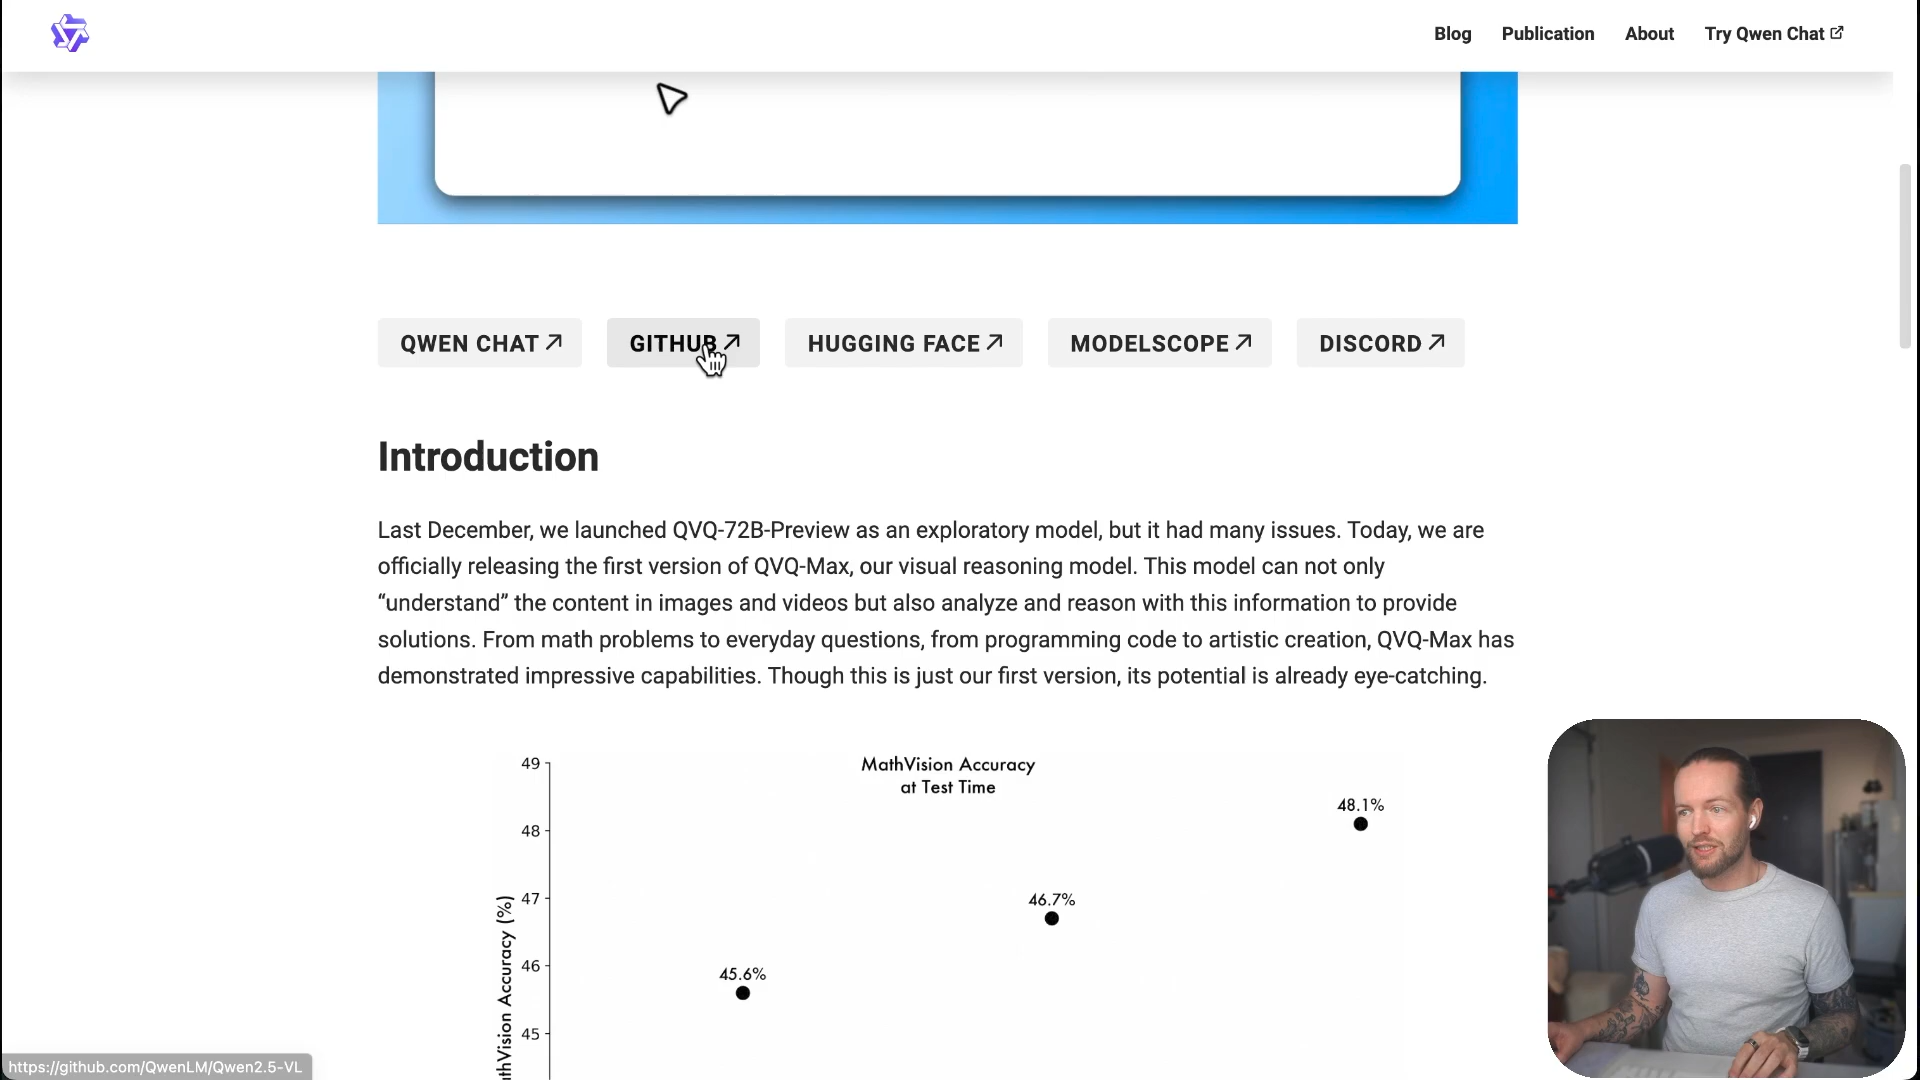 Blog
Publication
About
Try Qwen Chat
QWEN CHAT
GITHUB
HUGGING FACE
MODELSCOPE
DISCORD
Introduction
Last December, we launched QVQ-72B-Preview as an exploratory model, but it had many issues. Today, we are
officially releasing the first version of QVQ-Max, our visual reasoning model. This model can not only
“understand” the content in images and videos but also analyze and reason with this information to provide
solutions. From math problems to everyday questions, from programming code to artistic creation, QVQ-Max has
demonstrated impressive capabilities. Though this is just our first version, its potential is already eye-catching.
MathVision Accuracy
at Test Time
49
48
47
46
45
thVision Accuracy (%)
45.6%
46.7%
48.1%
https://github.com/QwenLM/Qwen2.5-VL